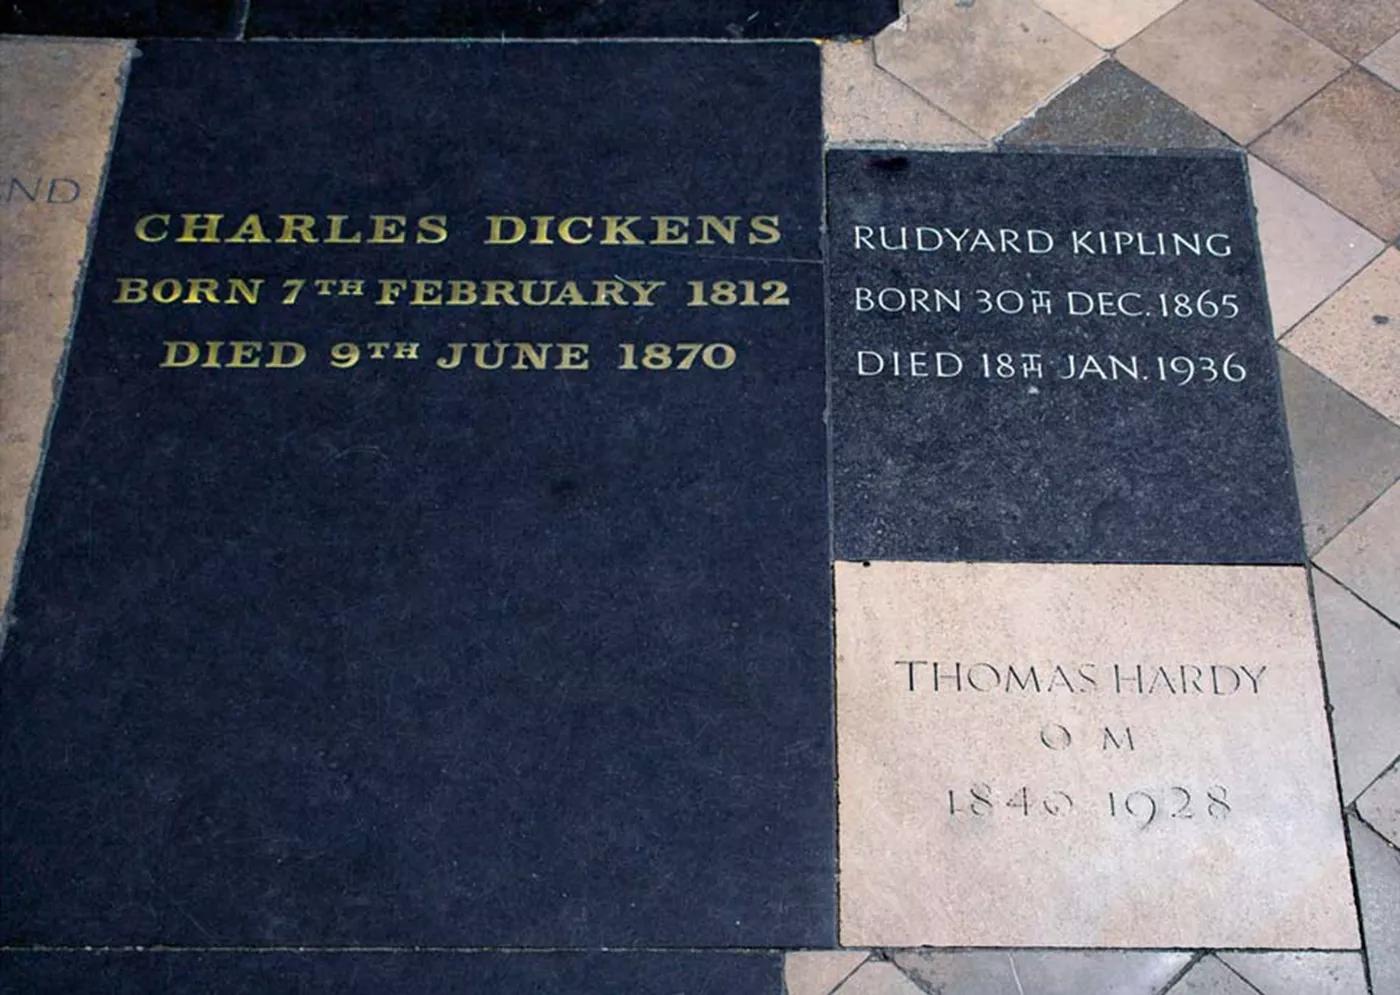 ND
CHARLES DICKENS
BORN 7TH FEBRUARY 1812
DIED 9TH JUNE 1870
RUDYARD KIPLING
BORN 30TH DEC. 1865
DIED 18TH JAN. 1936
THOMAS HARDY
O M
1840 1928